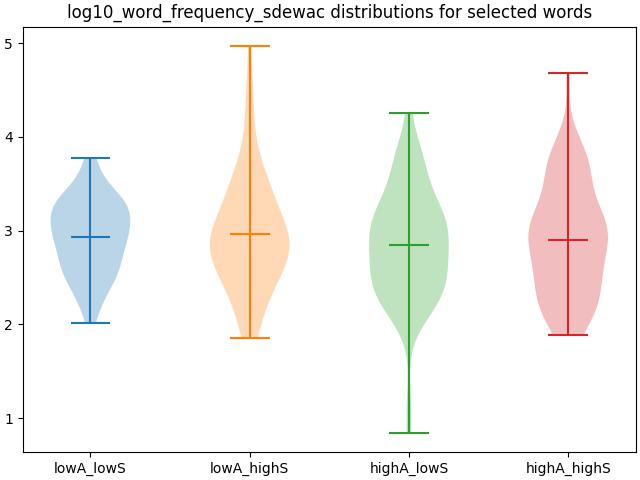 log10_word_frequency_sdewac distributions for selected words
5
4
3
2
1
lowA_lowS
lowA_highS
highA_lowS
highA_highS